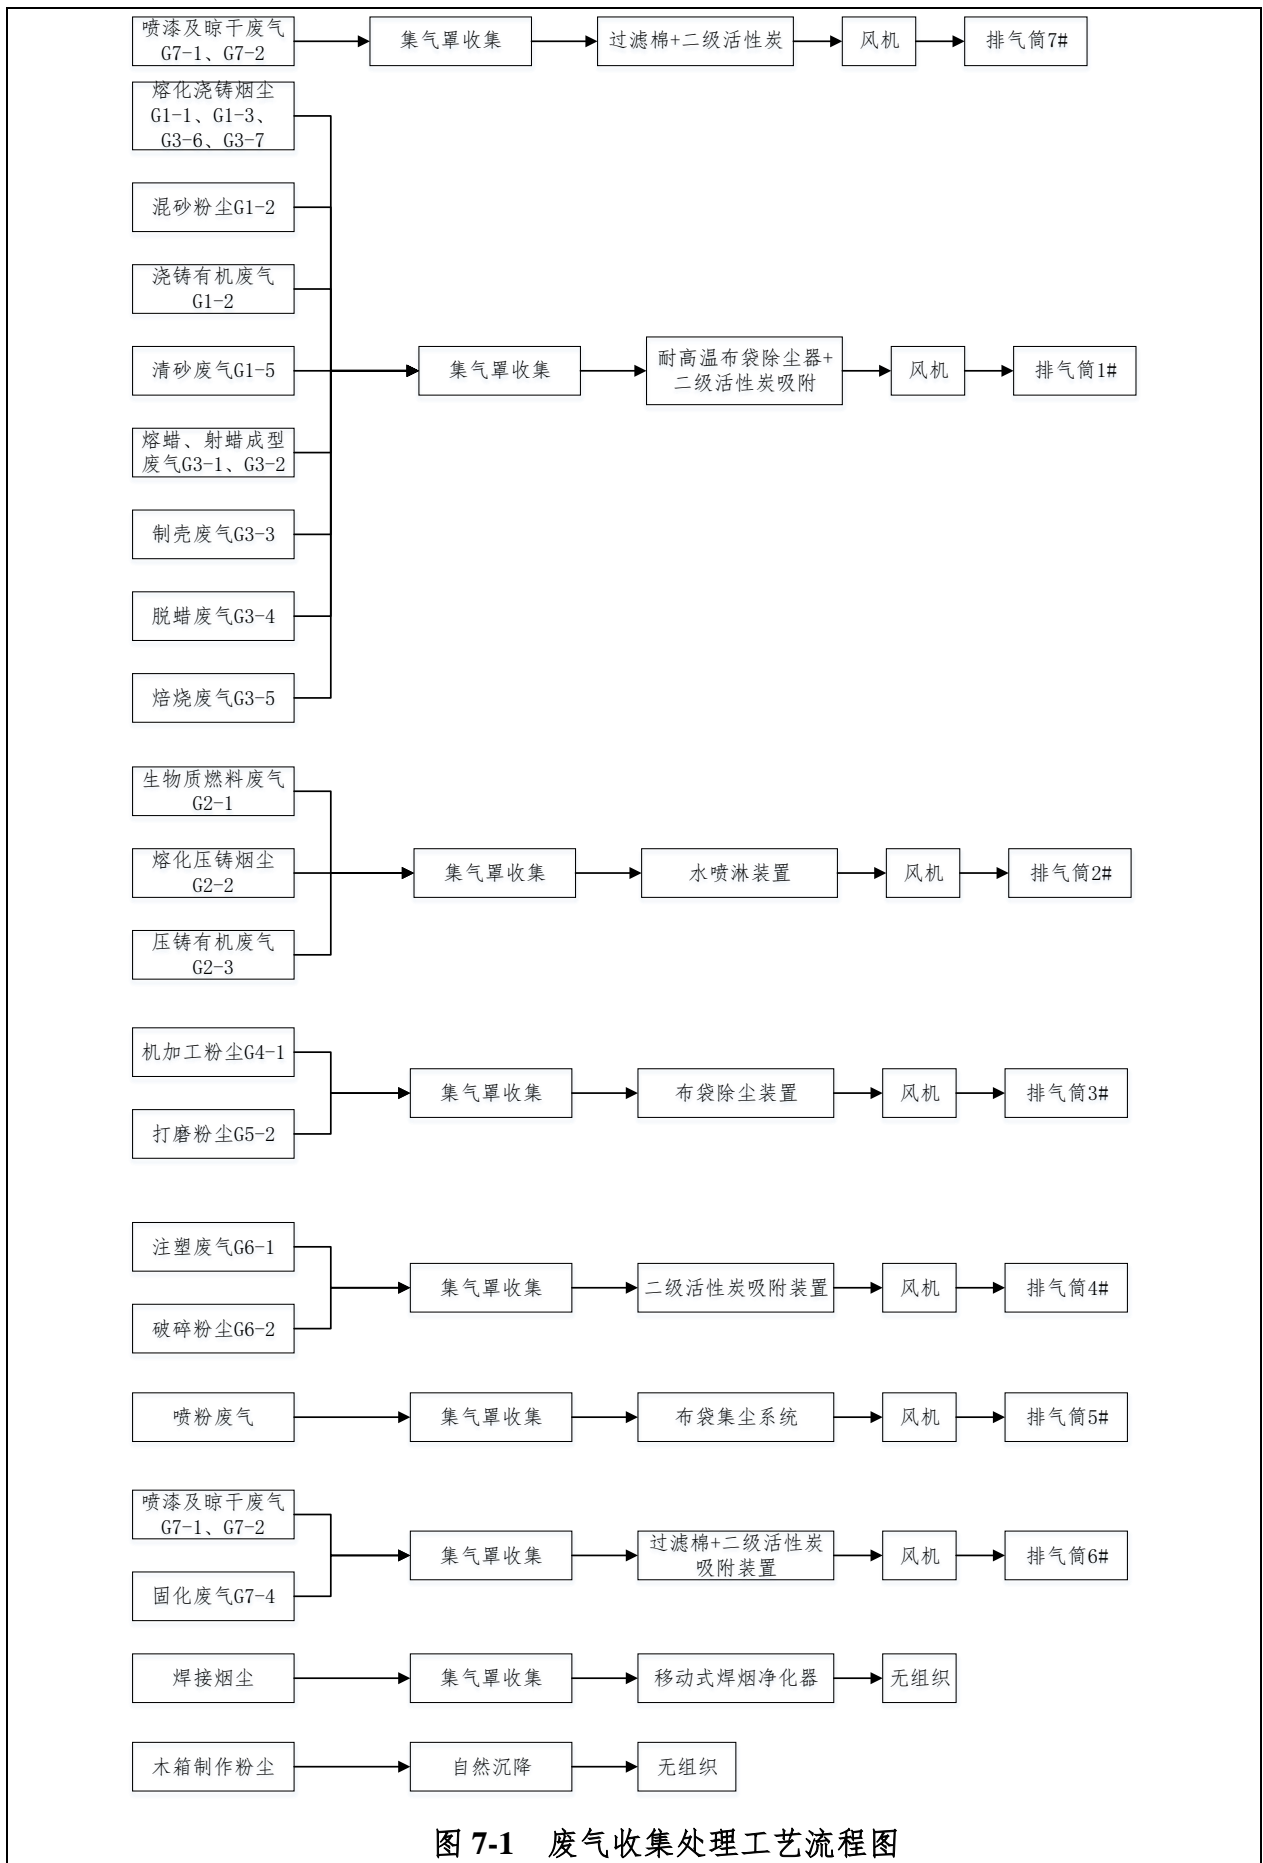 喷漆及晾干废气
G7-1、G7-2
集气罩收集
过滤棉+二级活性炭
风机
排气筒7#
熔化浇铸烟尘
G1-1、G1-3、
G3-6、G3-7
混砂粉尘G1-2
浇铸有机废气
G1-2
清砂废气G1-5
集气罩收集
耐高温布袋除尘器+
二级活性炭吸附
风机
排气筒1#
熔蜡、射蜡成型
废气G3-1、G3-2
制壳废气G3-3
脱蜡废气G3-4
焙烧废气G3-5
生物质燃料废气
G2-1
熔化压铸烟尘
G2-2
集气罩收集
水喷淋装置
风机
排气筒2#
压铸有机废气
G2-3
机加工粉尘G4-1
集气罩收集
布袋除尘装置
风机
排气筒3#
打磨粉尘G5-2
注塑废气G6-1
集气罩收集
二级活性炭吸附装置
风机
排气筒4#
破碎粉尘G6-2
喷粉废气
集气罩收集
布袋集尘系统
风机
排气筒5#
喷漆及晾干废气
G7-1、G7-2
集气罩收集
过滤棉+二级活性炭
吸附装置
风机
排气筒6#
固化废气G7-4
焊接烟尘
集气罩收集
移动式焊烟净化器
无组织
木箱制作粉尘
自然沉降
无组织
图 7-1 废气收集处理工艺流程图